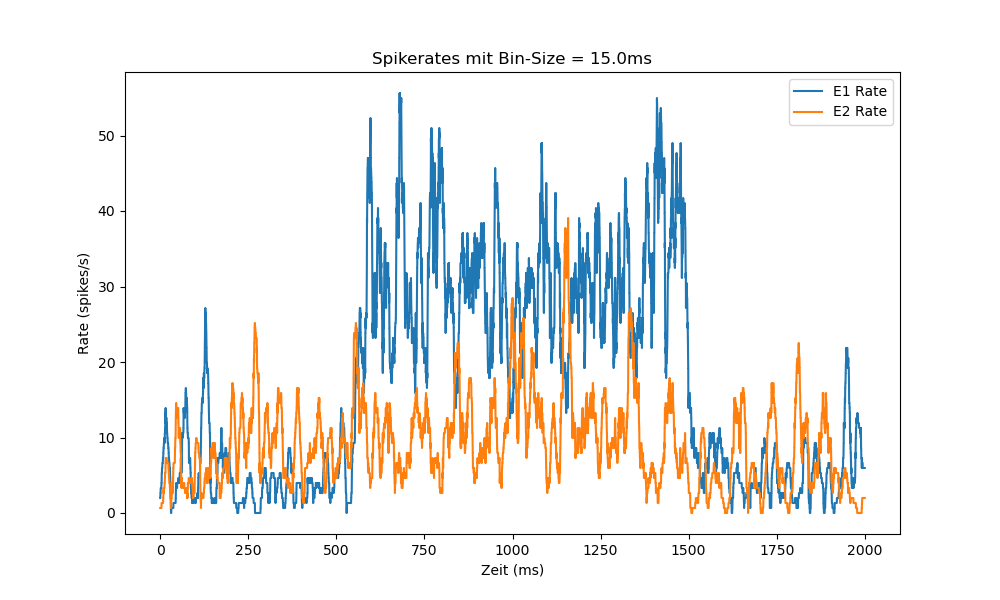 Spikerates mit Bin-Size = 15.0ms
E1 Rate
E2 Rate
Rate (spikes/s)
50
40
30
20
10
0
0 250 500 750 1000 1250 1500 1750 2000
Zeit (ms)